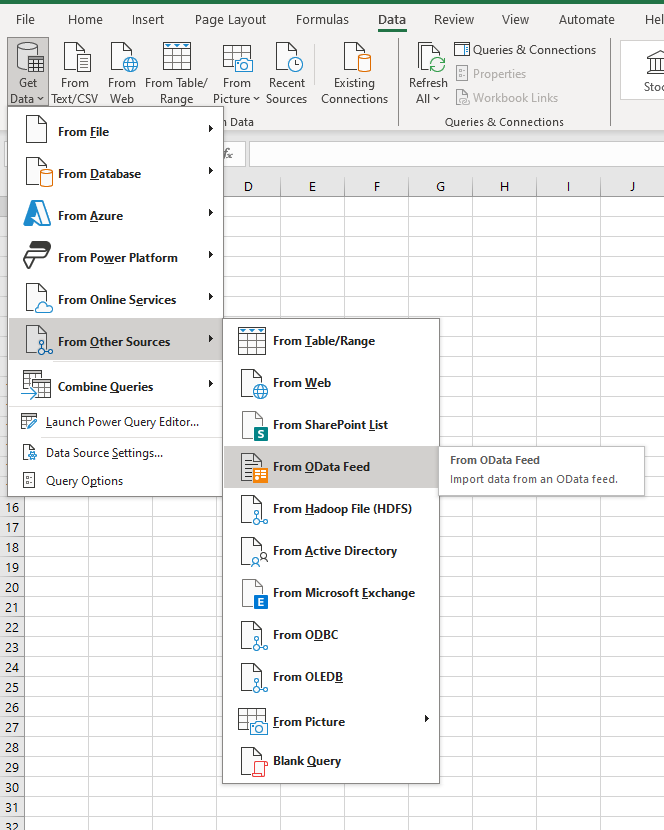 File Home Insert Page Layout Formulas Data Review View Automate Hel
Get Data
From Text/CSV
From Web
From Table/ Range
From Picture
Recent Sources
Existing Connections
Refresh All
Queries & Connections
Properties
Workbook Links
Stoc
Data
Queries & Connections
fx
D E F G H I J
From File
From Database
From Azure
From Power Platform
From Online Services
From Other Sources
Combine Queries
Launch Power Query Editor...
Data Source Settings...
Query Options
From Table/Range
From Web
From SharePoint List
From OData Feed
From Hadoop File (HDFS)
From Active Directory
From Microsoft Exchange
From ODBC
From OLEDB
From Picture
Blank Query
From OData Feed
Import data from an OData feed.
16
17
18
19
20
21
22
23
24
25
26
27
28
29
30
31
32